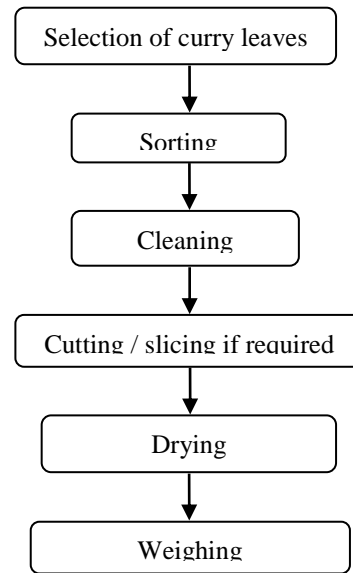 Selection of curry leaves
Sorting
Cleaning
Cutting / slicing if required
Drying
Weighing